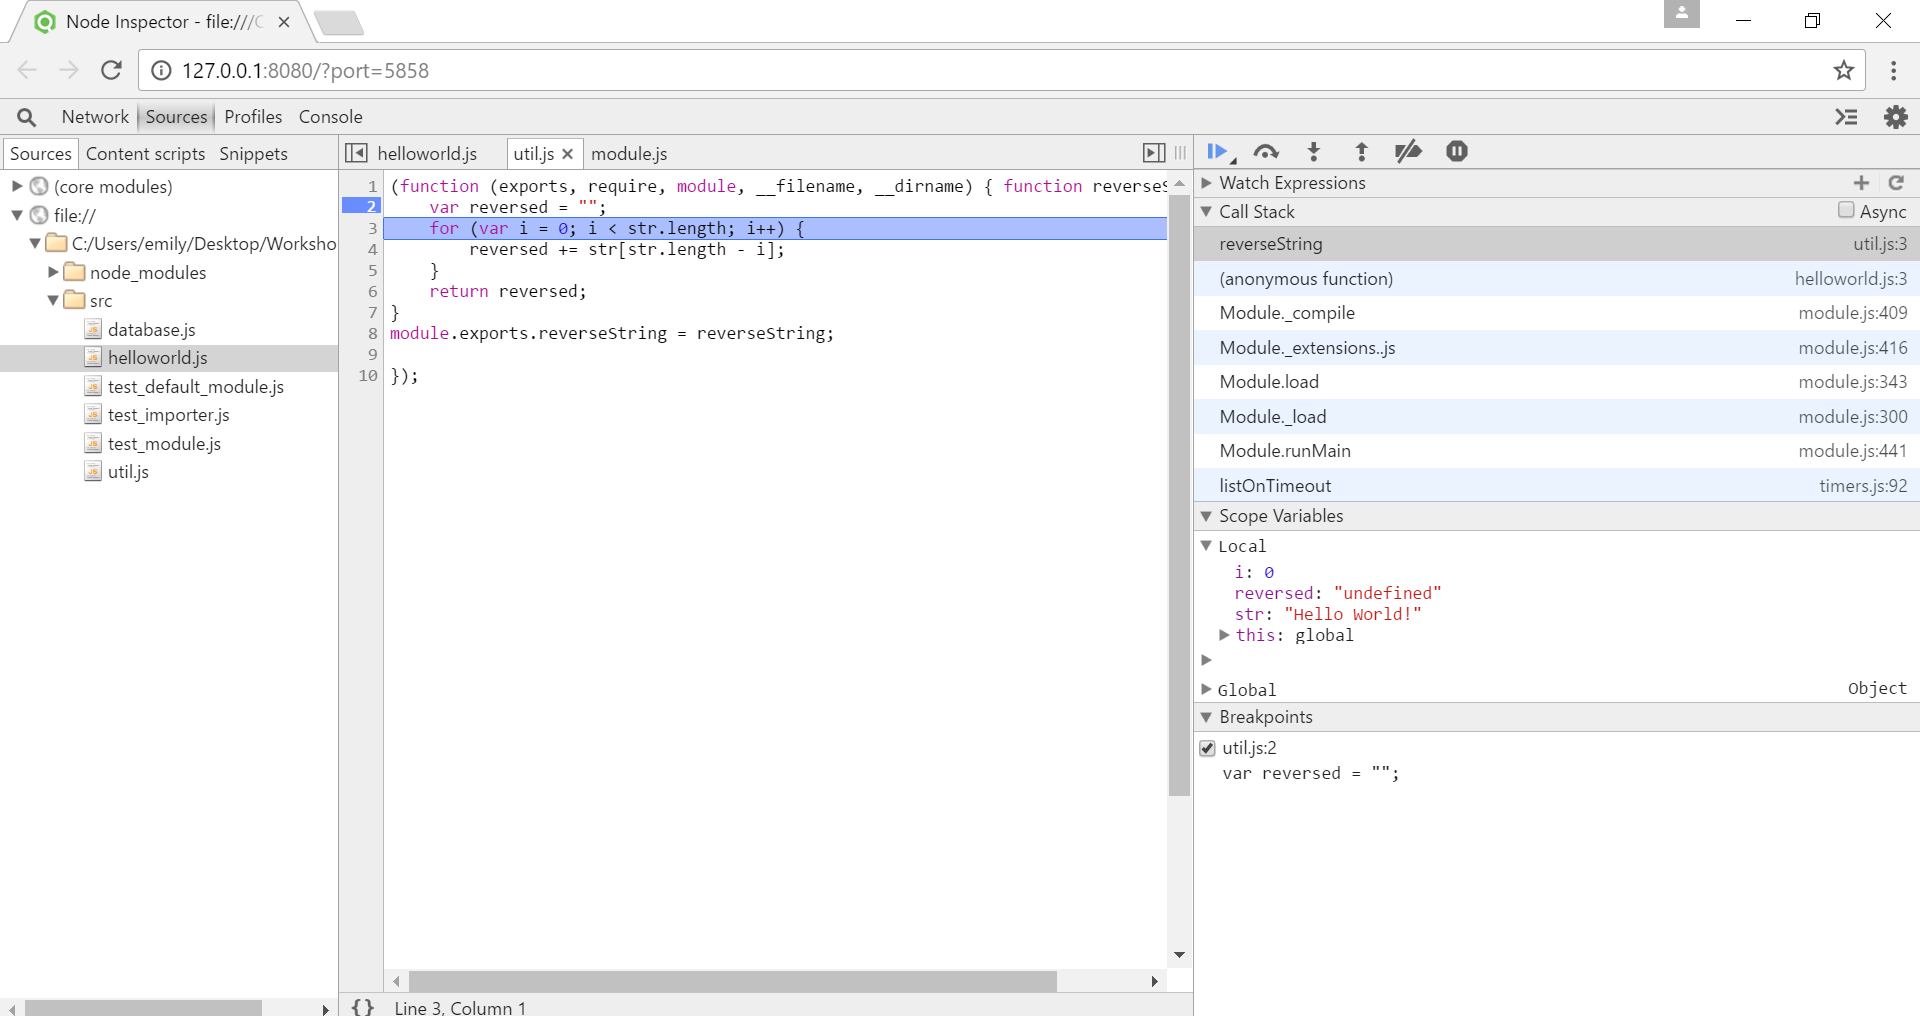 Node Inspector - file:///C
127.0.0.1:8080/?port=5858
Network Sources Profiles Console
Sources Content scripts Snippets
(core modules)
file://
C:/Users/emily/Desktop/Worksho
node_modules
src
database.js
helloworld.js
test_default_module.js
test_importer.js
test_module.js
util.js
helloworld.js util.js module.js
1 (function (exports, require, module, __filename, __dirname) { function reverseS
2 var reversed = "";
3 for (var i = 0; i < str.length; i++) {
4 reversed += str[str.length - i];
5 }
6 return reversed;
7 }
8 module.exports.reverseString = reverseString;
9
10 });
{} Line 3, Column 1
Watch Expressions
Call Stack Async
reverseString util.js:3
(anonymous function) helloworld.js:3
Module._compile module.js:409
Module._extensions..js module.js:416
Module.load module.js:343
Module._load module.js:300
Module.runMain module.js:441
listOnTimeout timers.js:92
Scope Variables
Local
i: 0
reversed: "undefined"
str: "Hello World!"
this: global
Global Object
Breakpoints
util.js:2
var reversed = "";